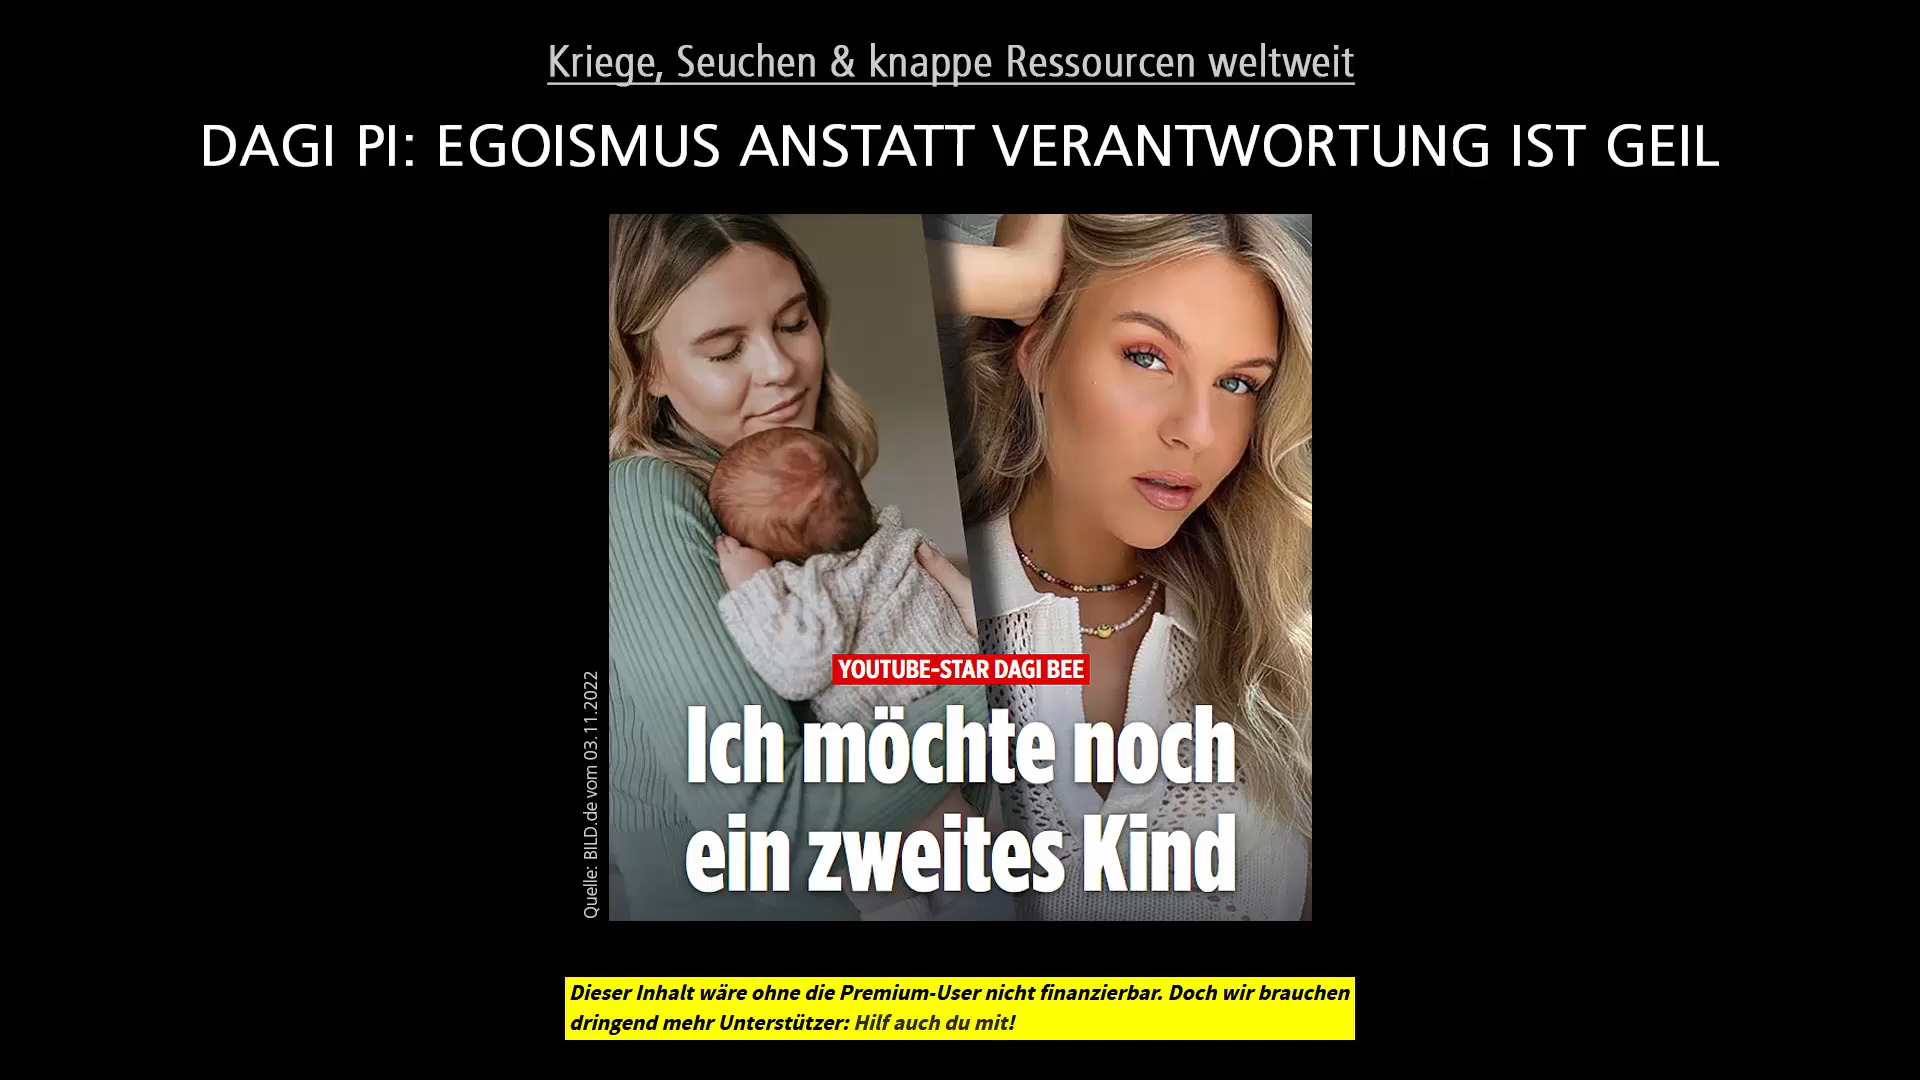 Kriege, Seuchen & knappe Ressourcen weltweit
DAGI PI: EGOISMUS ANSTATT VERANTWORTUNG IST GEIL
YOUTUBE-STAR DAGI BEE
Ich möchte noch
ein zweites Kind
Quelle: BILD.de vom 03.11.2022
Dieser Inhalt wäre ohne die Premium-User nicht finanzierbar. Doch wir brauchen
dringend mehr Unterstützer: Hilf auch du mit!